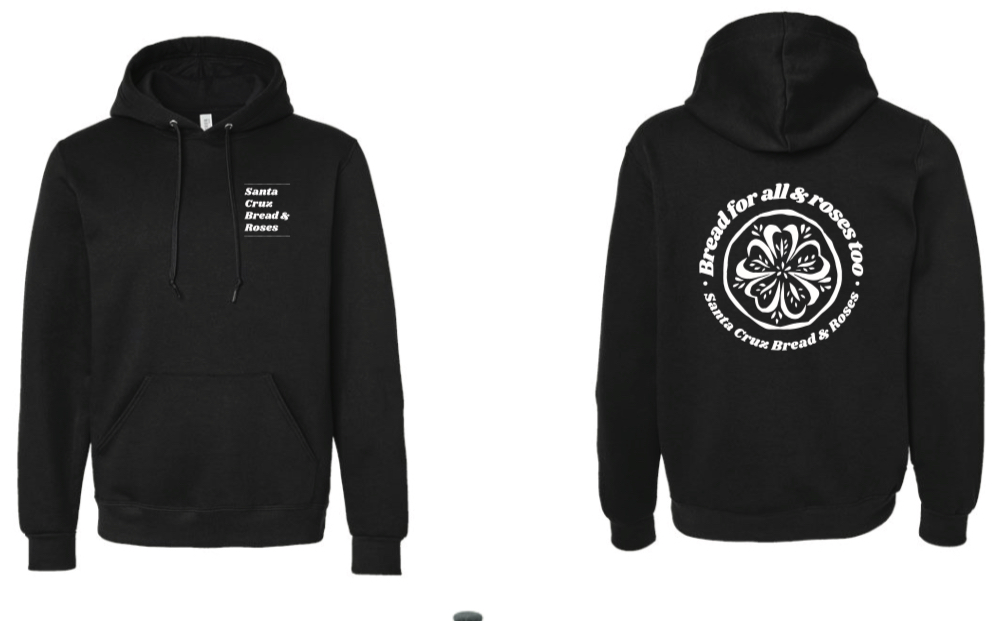 Santa
Cruz
Bread &
Roses
Bread for all & roses too
• Santa Cruz Bread & Roses •